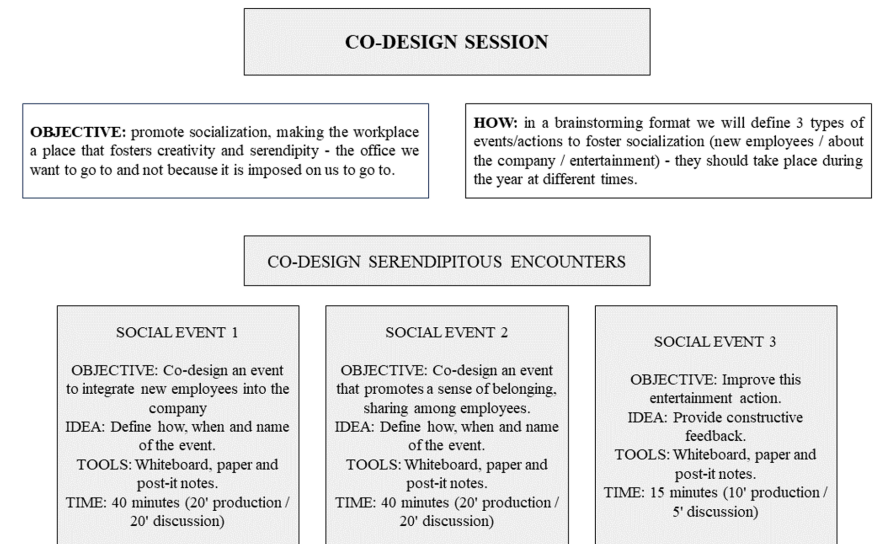 CO-DESIGN SESSION
OBJECTIVE: promote socialization, making the workplace
a place that fosters creativity and serendipity - the office we
want to go to and not because it is imposed on us to go to.
HOW: in a brainstorming format we will define 3 types of
events/actions to foster socialization (new employees / about
the company / entertainment) - they should take place during
the year at different times.
CO-DESIGN SERENDIPITOUS ENCOUNTERS
SOCIAL EVENT 1
OBJECTIVE: Co-design an event
to integrate new employees into the
company
IDEA: Define how, when and name
of the event.
TOOLS: Whiteboard, paper and
post-it notes.
TIME: 40 minutes (20' production /
20' discussion)
SOCIAL EVENT 2
OBJECTIVE: Co-design an event
that promotes a sense of belonging,
sharing among employees.
IDEA: Define how, when and name
of the event.
TOOLS: Whiteboard, paper and
post-it notes.
TIME: 40 minutes (20' production /
20' discussion)
SOCIAL EVENT 3
OBJECTIVE: Improve this
entertainment action.
IDEA: Provide constructive
feedback.
TOOLS: Whiteboard, paper and
post-it notes.
TIME: 15 minutes (10' production /
5' discussion)